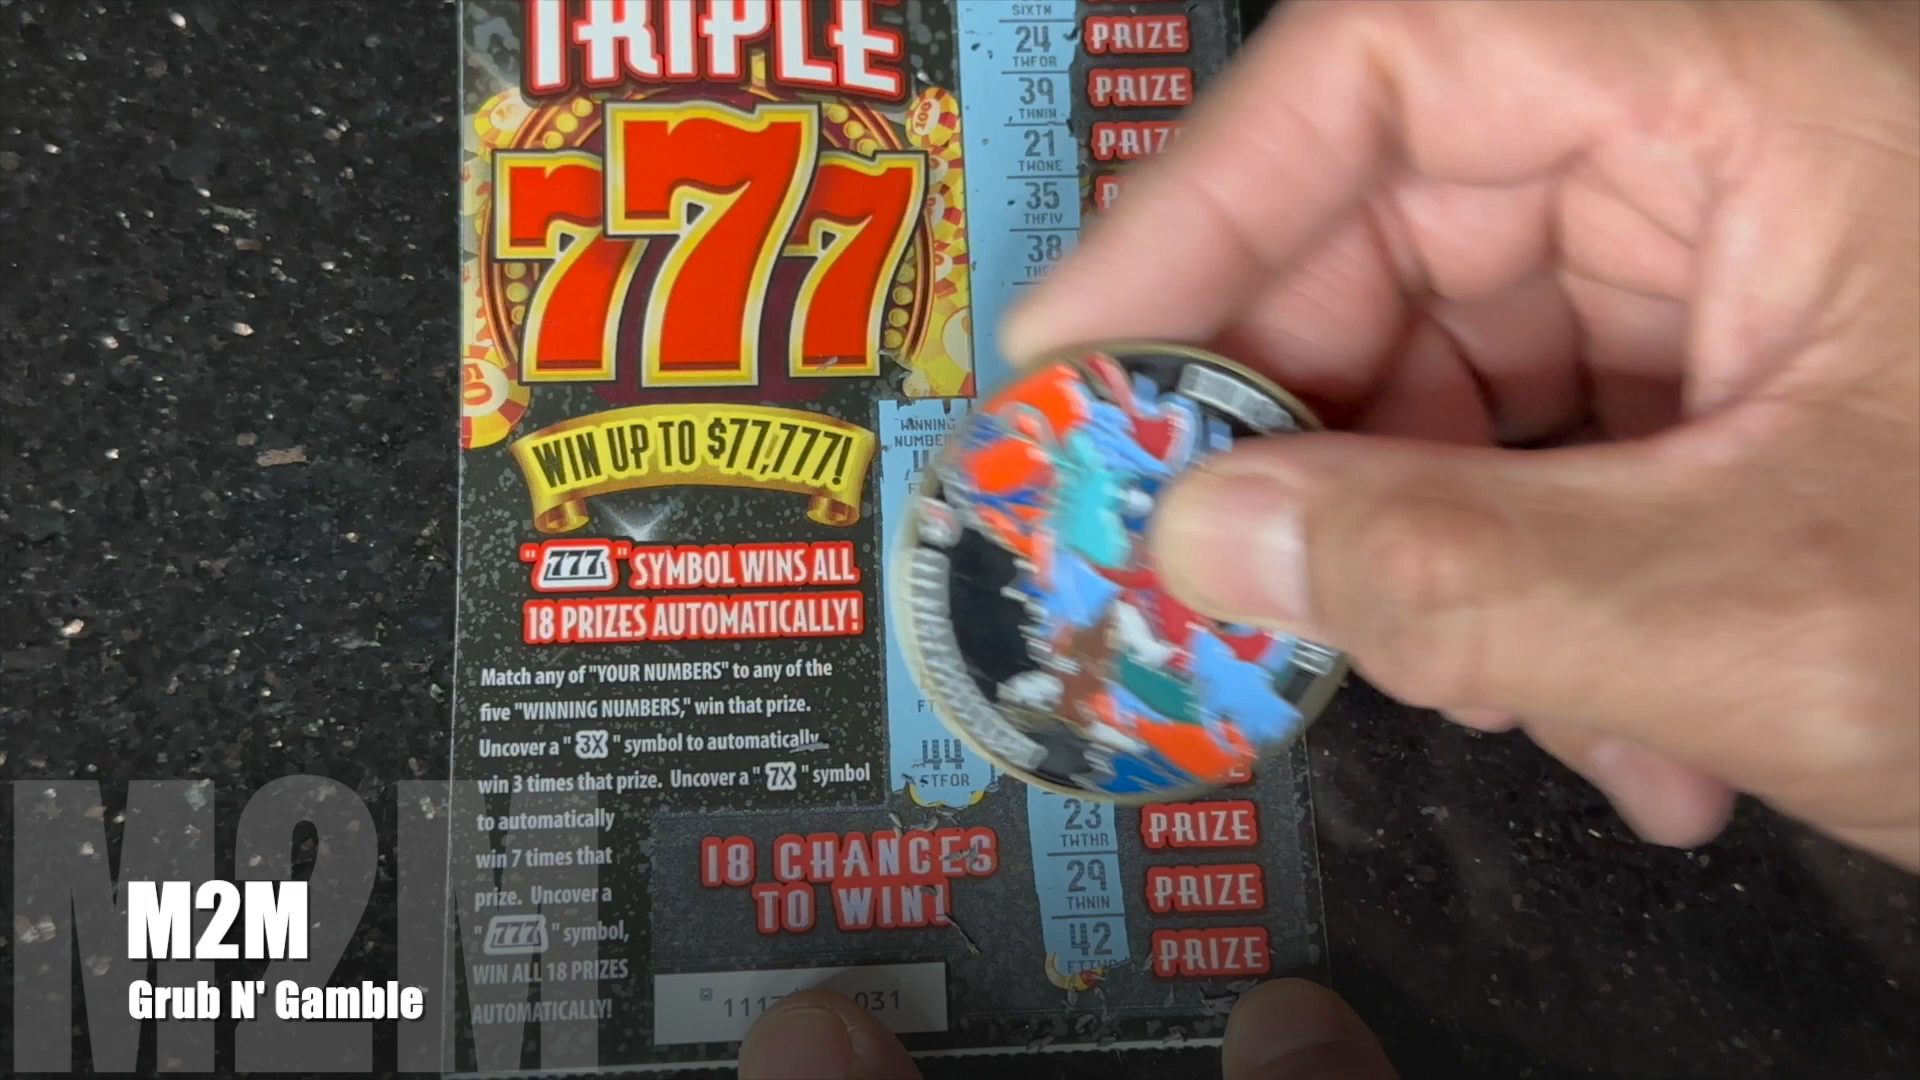 TRIPLE
777
WIN UP TO $77,777!
"777" SYMBOL WINS ALL
18 PRIZES AUTOMATICALLY!
Match any of "YOUR NUMBERS" to any of the
five "WINNING NUMBERS," win that prize.
Uncover a "3X" symbol to automatically
win 3 times that prize. Uncover a "7X" symbol
to automatically
win 7 times that
prize. Uncover a
"777" symbol,
WIN ALL 18 PRIZES
AUTOMATICALLY!
18 CHANCES
TO WIN!
WINNING
44
FTFOR
SIXTN
24 PRIZE
TWFOR
39 PRIZE
THNIN
21
TWONE
35
THFIV
38
23 PRIZE
TWTHR
29 PRIZE
TWNIN
42 PRIZE
FTTWO
M2M
M2M
Grub N' Gamble